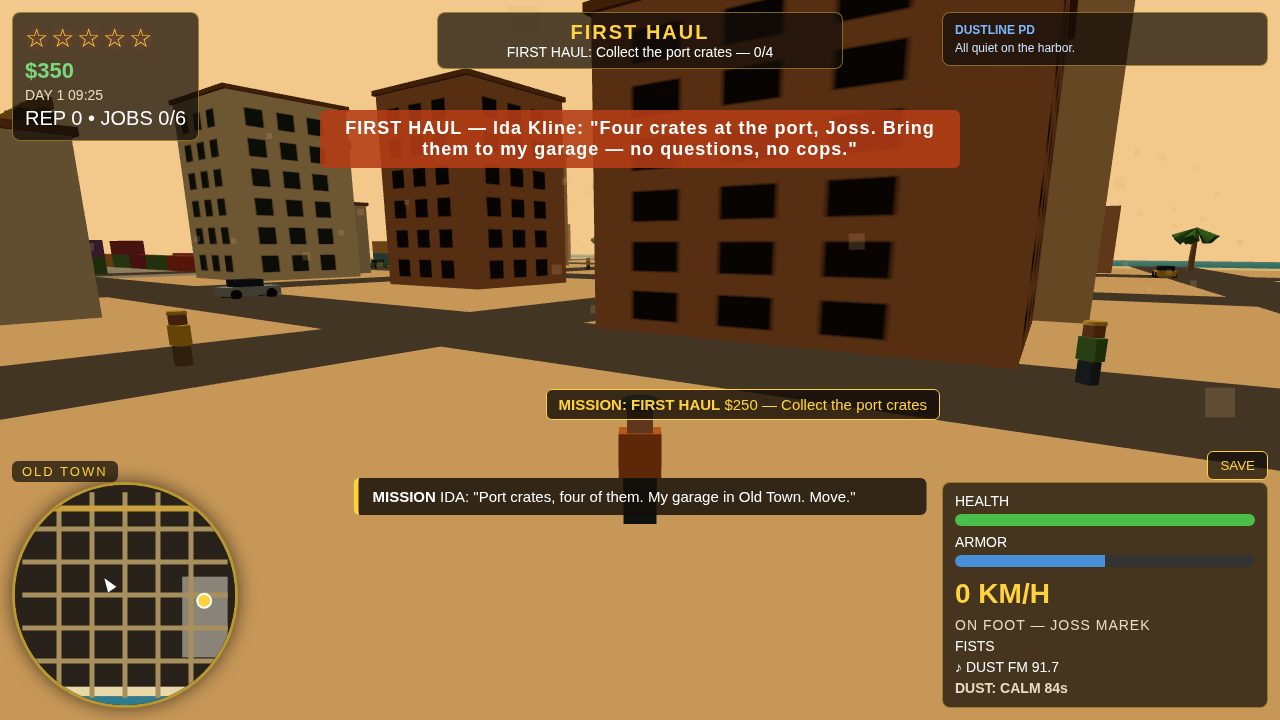 ☆☆☆☆☆
$350
DAY 1 09:25
REP 0 • JOBS 0/6
FIRST HAUL
FIRST HAUL: Collect the port crates — 0/4
DUSTLINE PD
All quiet on the harbor.
FIRST HAUL — Ida Kline: "Four crates at the port, Joss. Bring
them to my garage — no questions, no cops."
MISSION: FIRST HAUL $250 — Collect the port crates
OLD TOWN
MISSION IDA: "Port crates, four of them. My garage in Old Town. Move."
SAVE
HEALTH
ARMOR
0 KM/H
ON FOOT — JOSS MAREK
FISTS
♪ DUST FM 91.7
DUST: CALM 84s